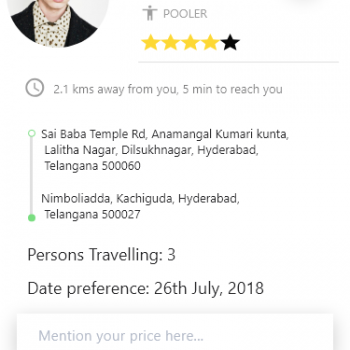 POOLER
2.1 kms away from you, 5 min to reach you
Sai Baba Temple Rd, Anamangal Kumari kunta,
Lalitha Nagar, Dilsukhnagar, Hyderabad,
Telangana 500060
Nimboliadda, Kachiguda, Hyderabad,
Telangana 500027
Persons Travelling: 3
Date preference: 26th July, 2018
Mention your price here...